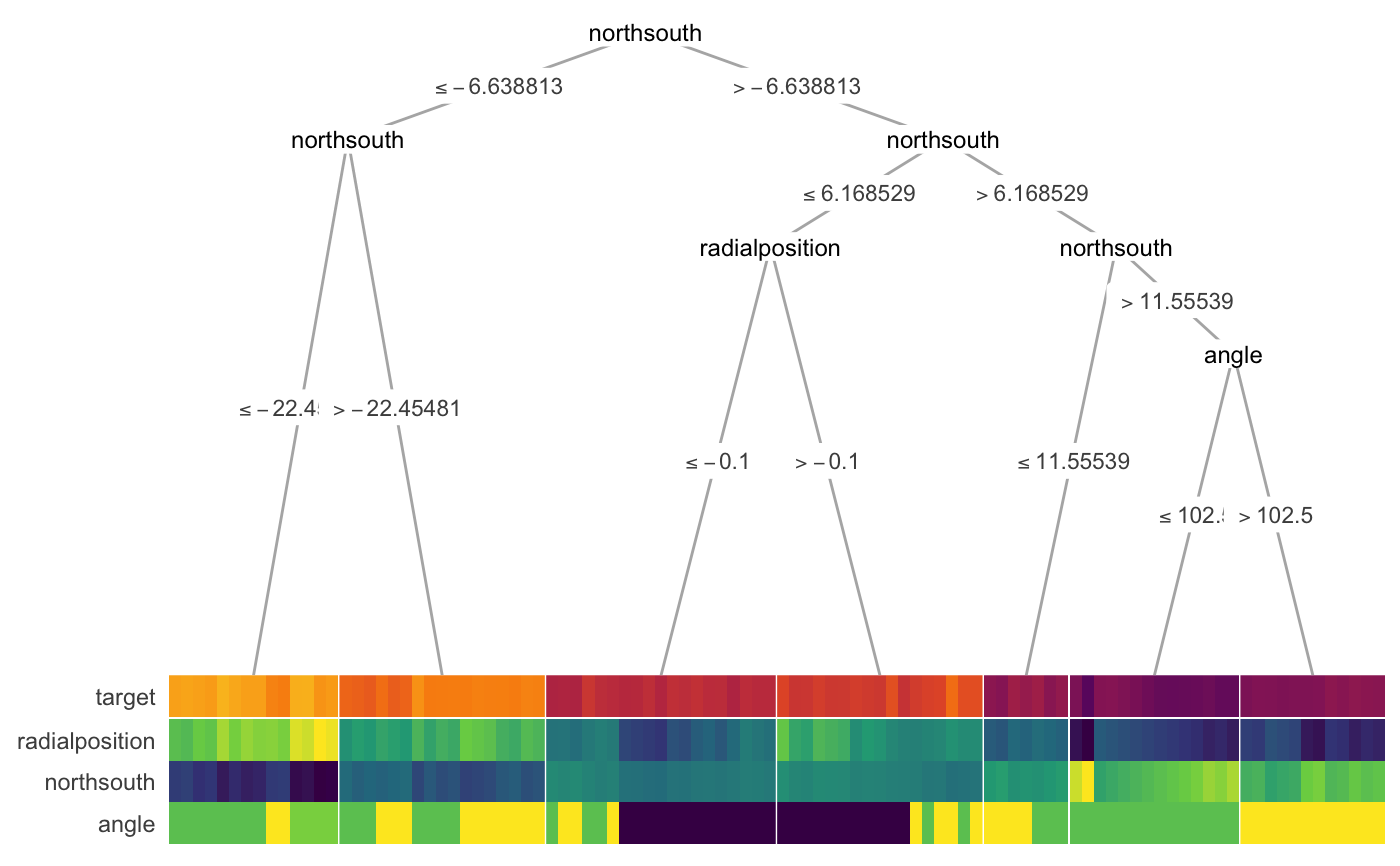 northsouth
≤ −6.638813 > −6.638813
northsouth northsouth
≤ 6.168529 > 6.168529
radialposition northsouth
> 11.55539
angle
> −22.45481
≤ −0.1 > −0.1 ≤ 11.55539
> 102.5
target
radialposition
northsouth
angle